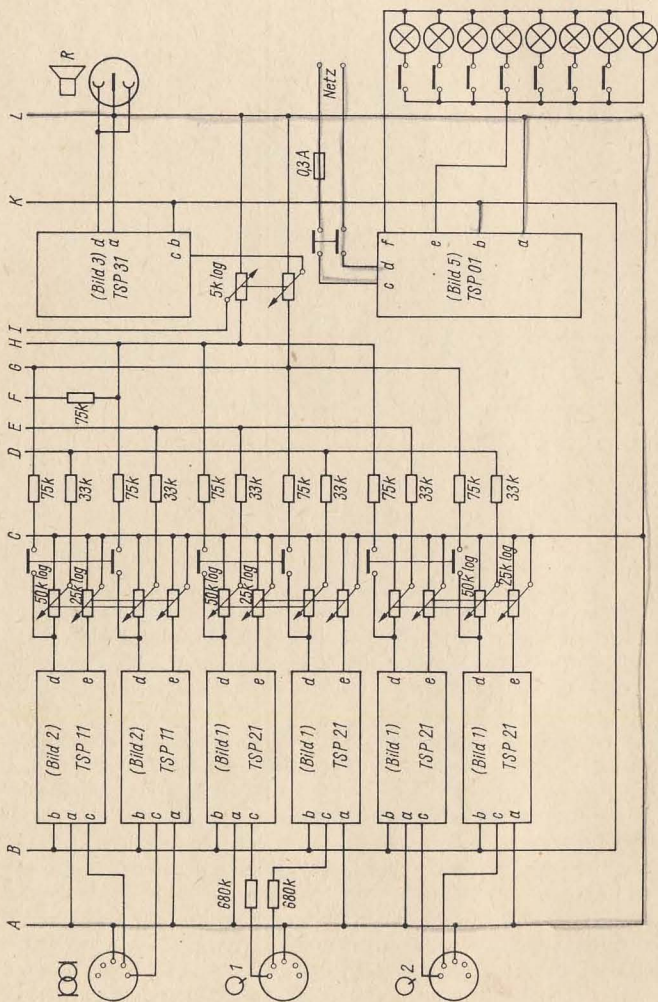 R
L
K
I
H
G
F
E
D
C
B
A
(Bild 3)
TSP 31
d
a
c b
5k log
Netz
0,3A
(Bild 5)
TSP 01
f
e
b
a
c
d
75k
75k
33k
75k
33k
75k
33k
75k
33k
75k
33k
75k
33k
50k log
25k log
50k log
25k log
50k log
25k log
(Bild 2)
TSP 11
d
e
b
a
c
(Bild 2)
TSP 11
d
e
b
c
a
(Bild 1)
TSP 21
d
e
b
a
c
(Bild 1)
TSP 21
d
e
b
c
a
(Bild 1)
TSP 21
d
e
b
a
c
(Bild 1)
TSP 21
d
e
b
c
a
680k
680k
1
2